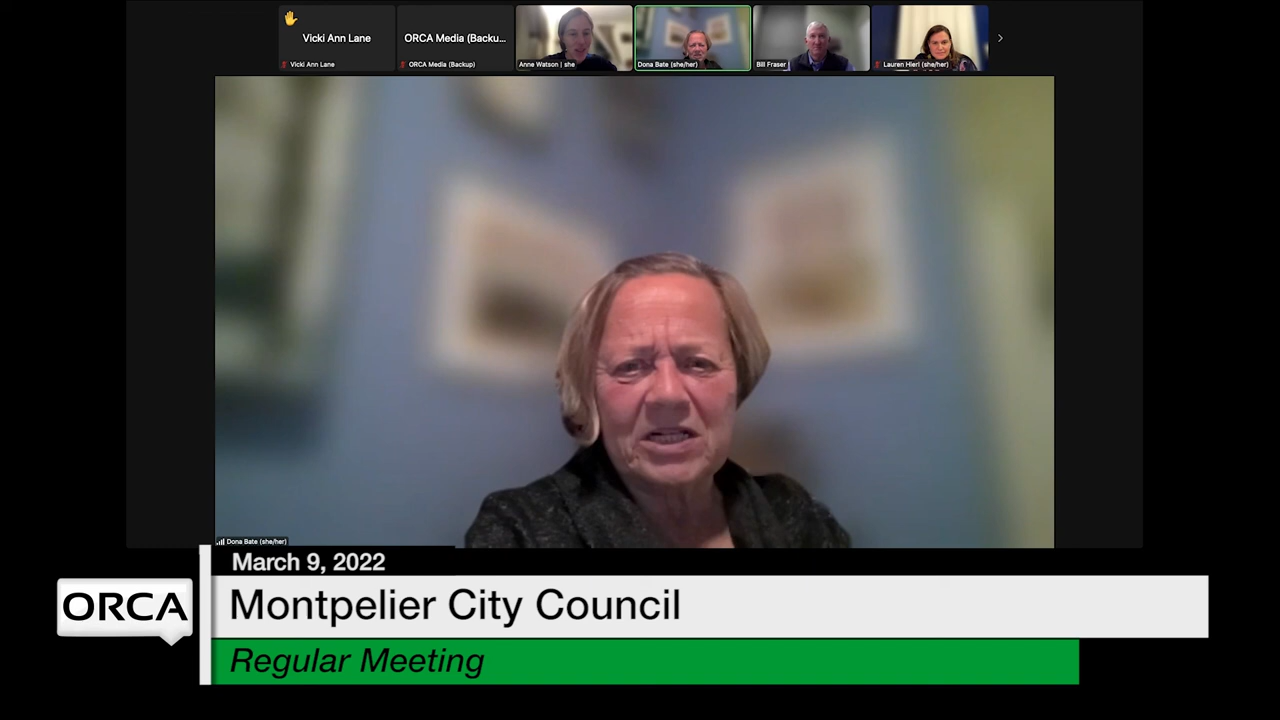 Vicki Ann Lane
ORCA Media (Backu...
Vicki Ann Lane
ORCA Media (Backup)
Anne Watson | she
Dona Bate (she/her)
Bill Fraser
Lauren Hierl (she/her)
Dona Bate (she/her)
March 9, 2022
ORCA
Montpelier City Council
Regular Meeting